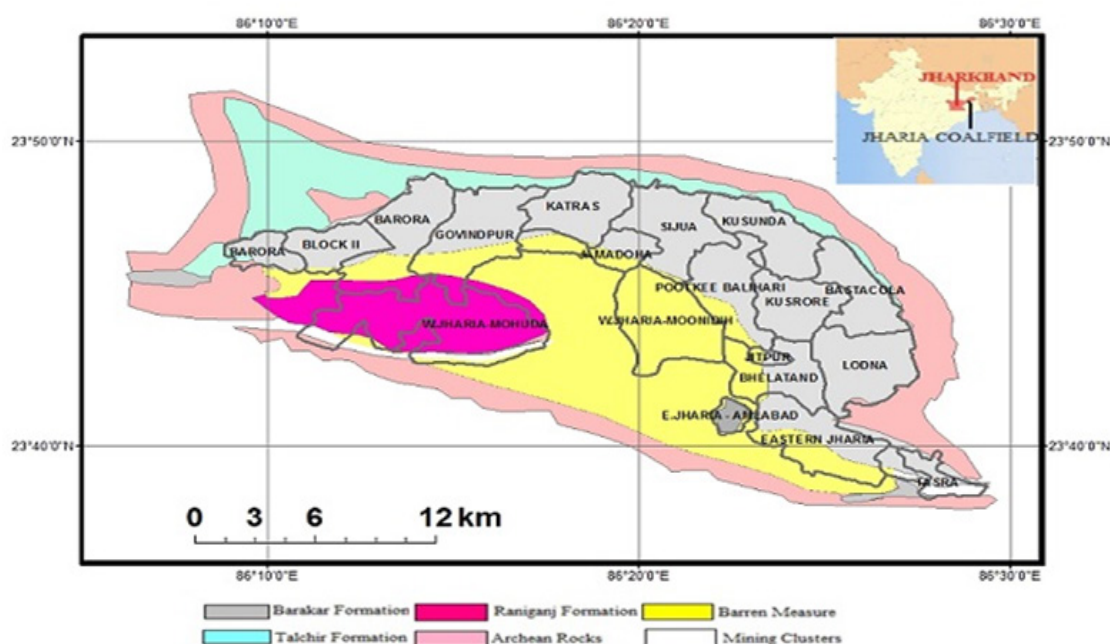 86°10'0"E 86°20'0"E 86°30'0"E
JHARKHAND
JHARIA COALFIELD
23°50'0"N 23°50'0"N
KATRAS
BARORA
SIJUA
KUSUNDA
GOVINDPUR
BLOCK II
BARORA
JAMADOHA
POOTKEE BALIHARI
BASTACOLA
KUSRORE
W.JHARIA-MOHUDA
W.JHARIA-MOONIDIH
JITPUR
LODNA
BHELATAND
E.JHARIA - AMLABAD
EASTERN JHARIA
23°40'0"N 23°40'0"N
TASRA
0 3 6 12 km
86°10'0"E 86°20'0"E 86°30'0"E
Barakar Formation Raniganj Formation Barren Measure
Talchir Formation Archean Rocks Mining Clusters